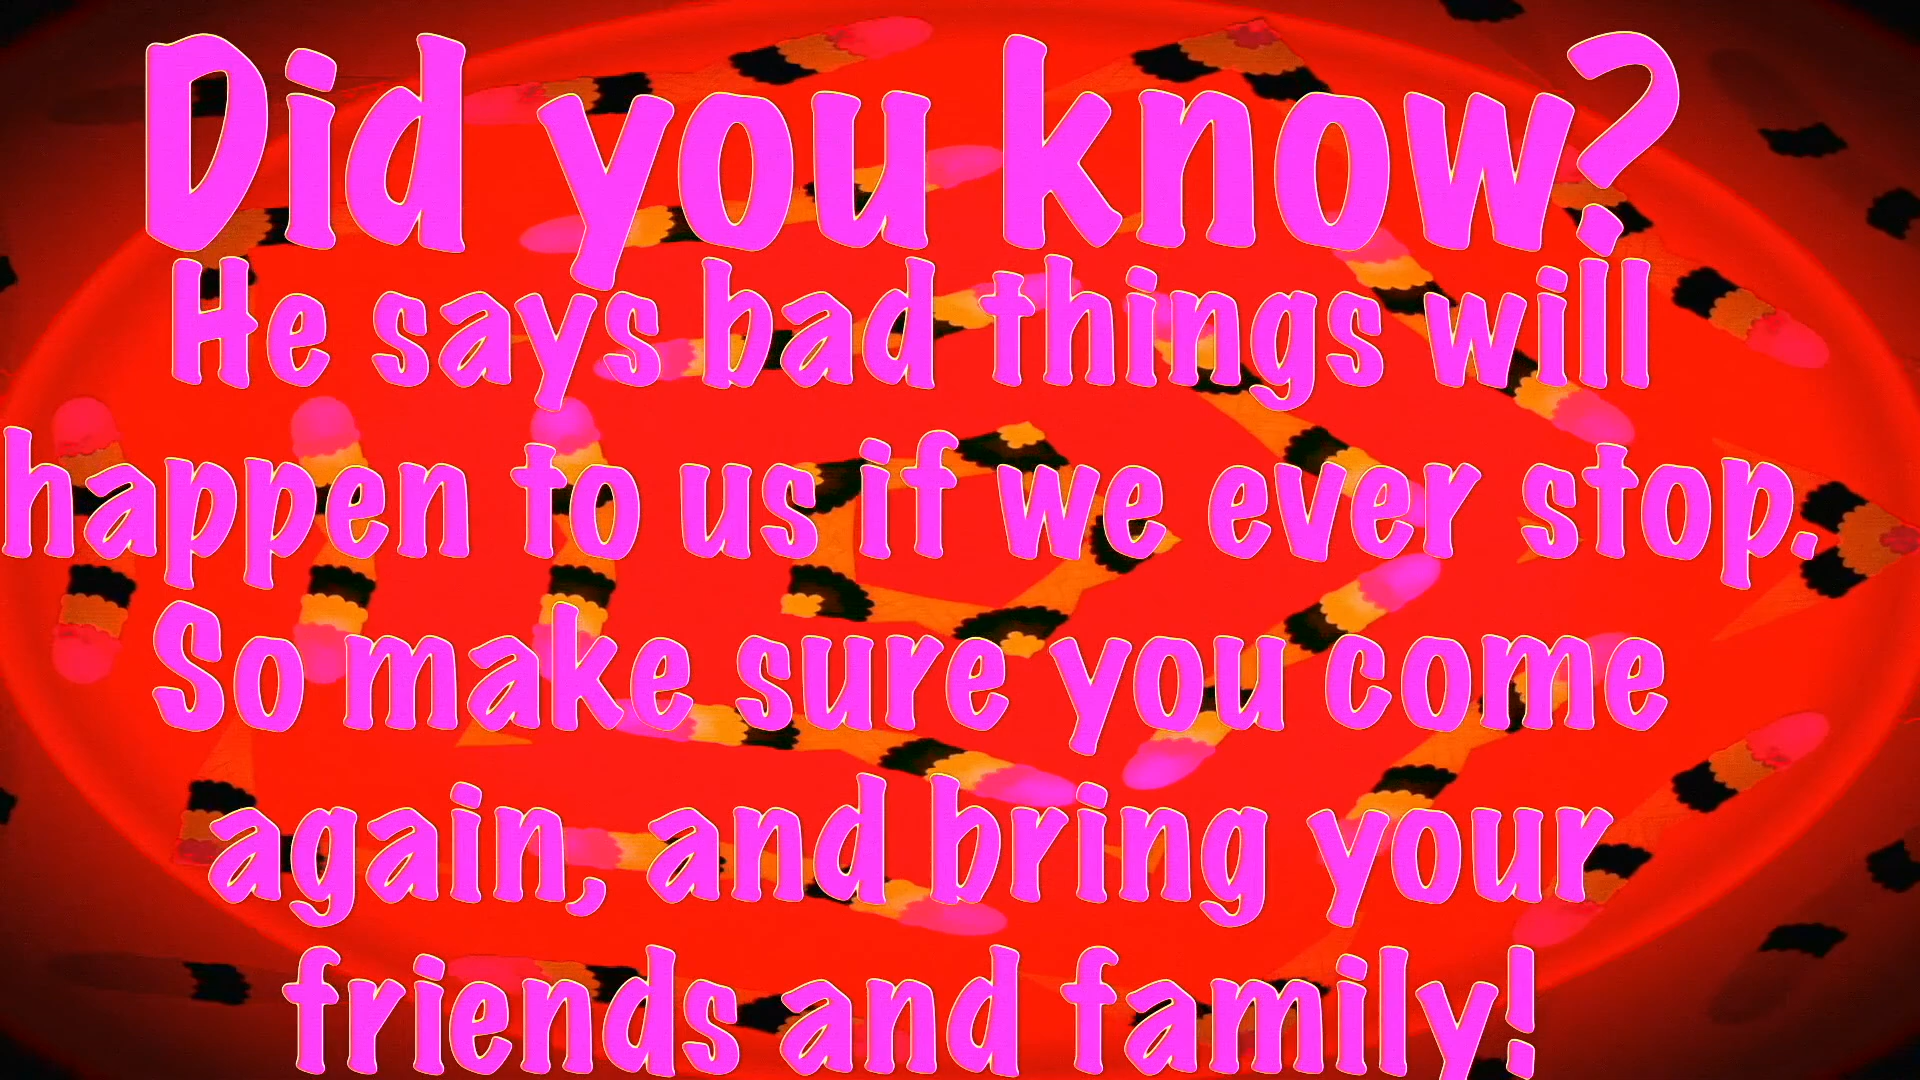 Did you know?
He says bad things will
happen to us if we ever stop.
So make sure you come
again, and bring your
friends and family!